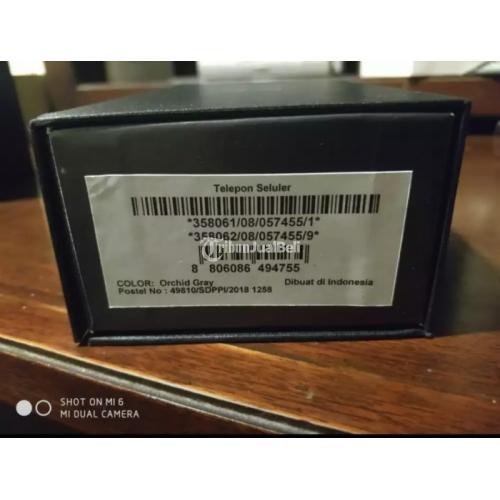 Telepon Seluler
*358061/08/057455/1*
*358062/08/057455/9*
JualBeli
8 806086 494755
COLOR: Orchid Gray Dibuat di Indonesia
Postel No : 49810/SDPPI/2018 1258
SHOT ON MI 6
MI DUAL CAMERA